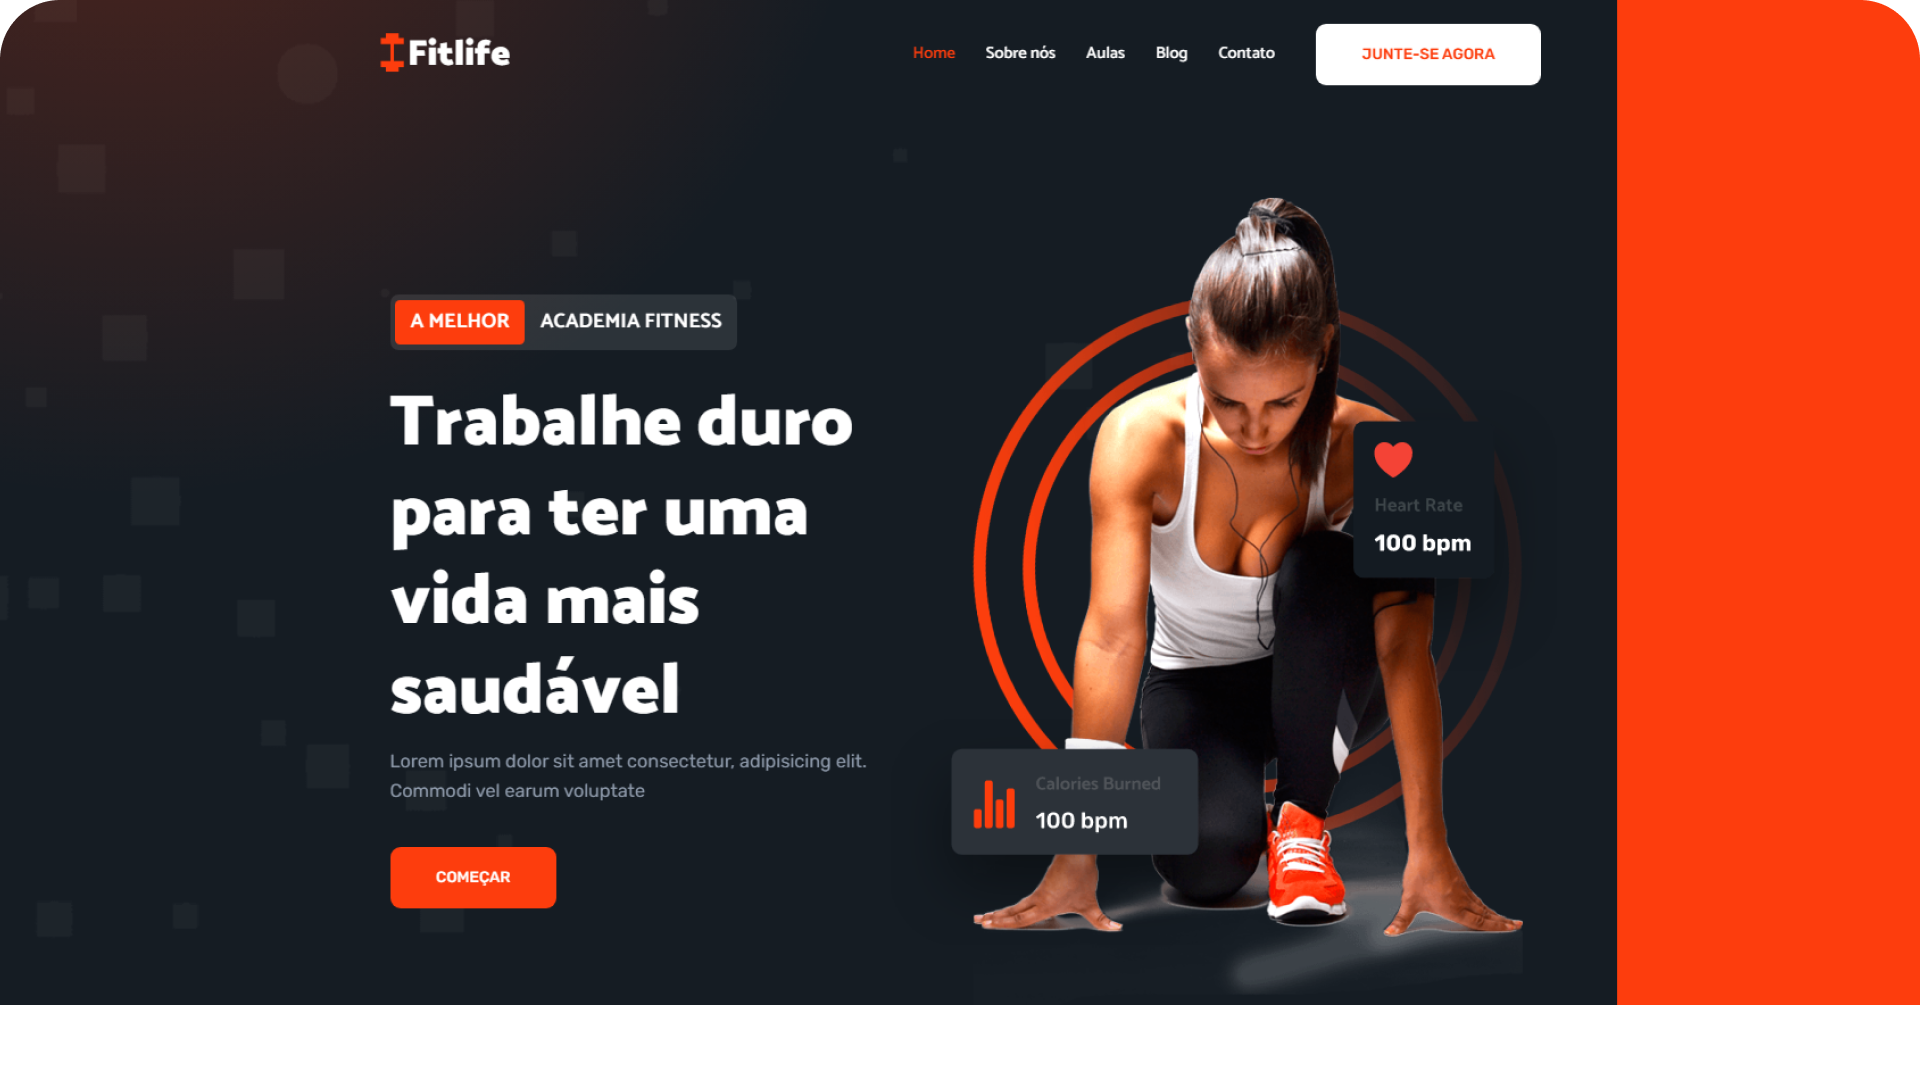 Fitlife
Home Sobre nós Aulas Blog Contato JUNTE-SE AGORA
A MELHOR ACADEMIA FITNESS
Trabalhe duro
para ter uma
vida mais
saudável
Lorem ipsum dolor sit amet consectetur, adipisicing elit.
Commodi vel earum voluptate
COMEÇAR
Heart Rate
100 bpm
Calories Burned
100 bpm